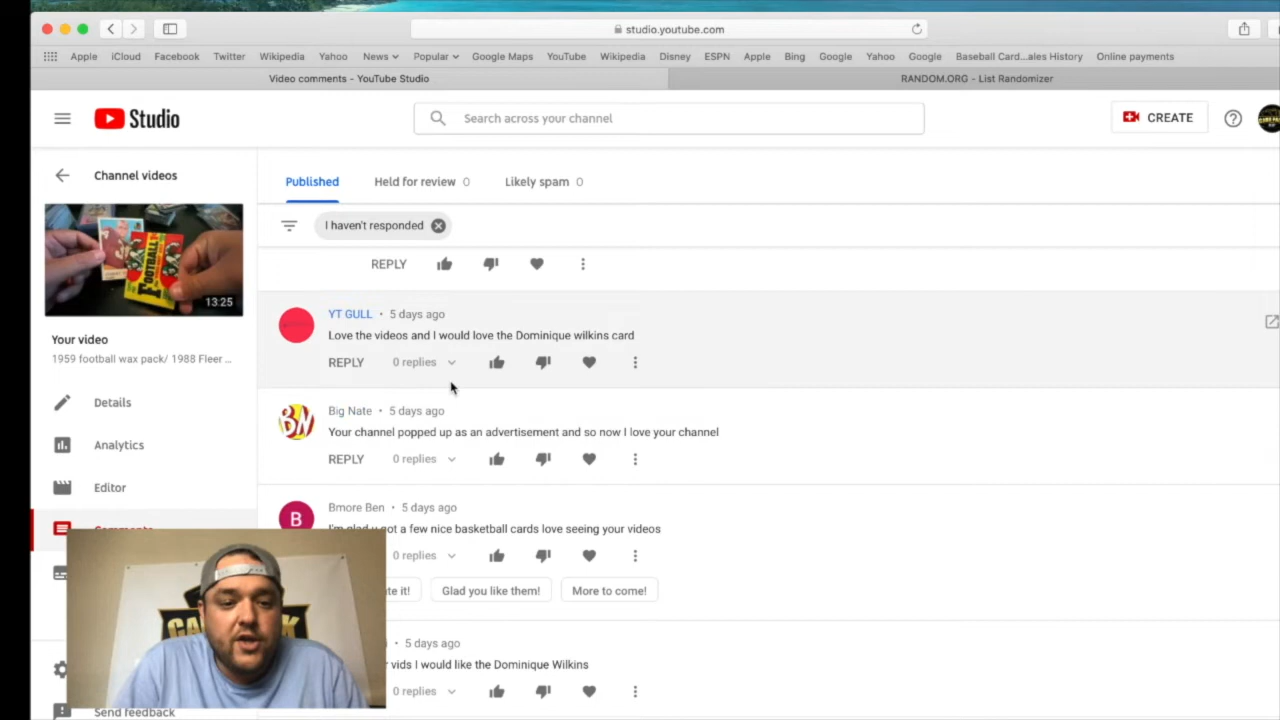 studio.youtube.com
Apple iCloud Facebook Twitter Wikipedia Yahoo News Popular Google Maps YouTube Wikipedia Disney ESPN Apple Bing Google Yahoo Google Baseball Card...ales History Online payments
Video comments - YouTube Studio RANDOM.ORG - List Randomizer
Studio
Search across your channel
CREATE
Channel videos
Published Held for review 0 Likely spam 0
I haven't responded
REPLY
FOOTBALL
13:25
YT GULL • 5 days ago
Love the videos and I would love the Dominique wilkins card
Your video
1959 football wax pack/ 1988 Fleer ...
REPLY 0 replies
Details
BN
Big Nate • 5 days ago
Your channel popped up as an advertisement and so now I love your channel
Analytics
REPLY 0 replies
Editor
B
Bmore Ben • 5 days ago
Comments
I'm glad u got a few nice basketball cards love seeing your videos
0 replies
te it! Glad you like them! More to come!
• 5 days ago
vids I would like the Dominique Wilkins
0 replies
Send feedback